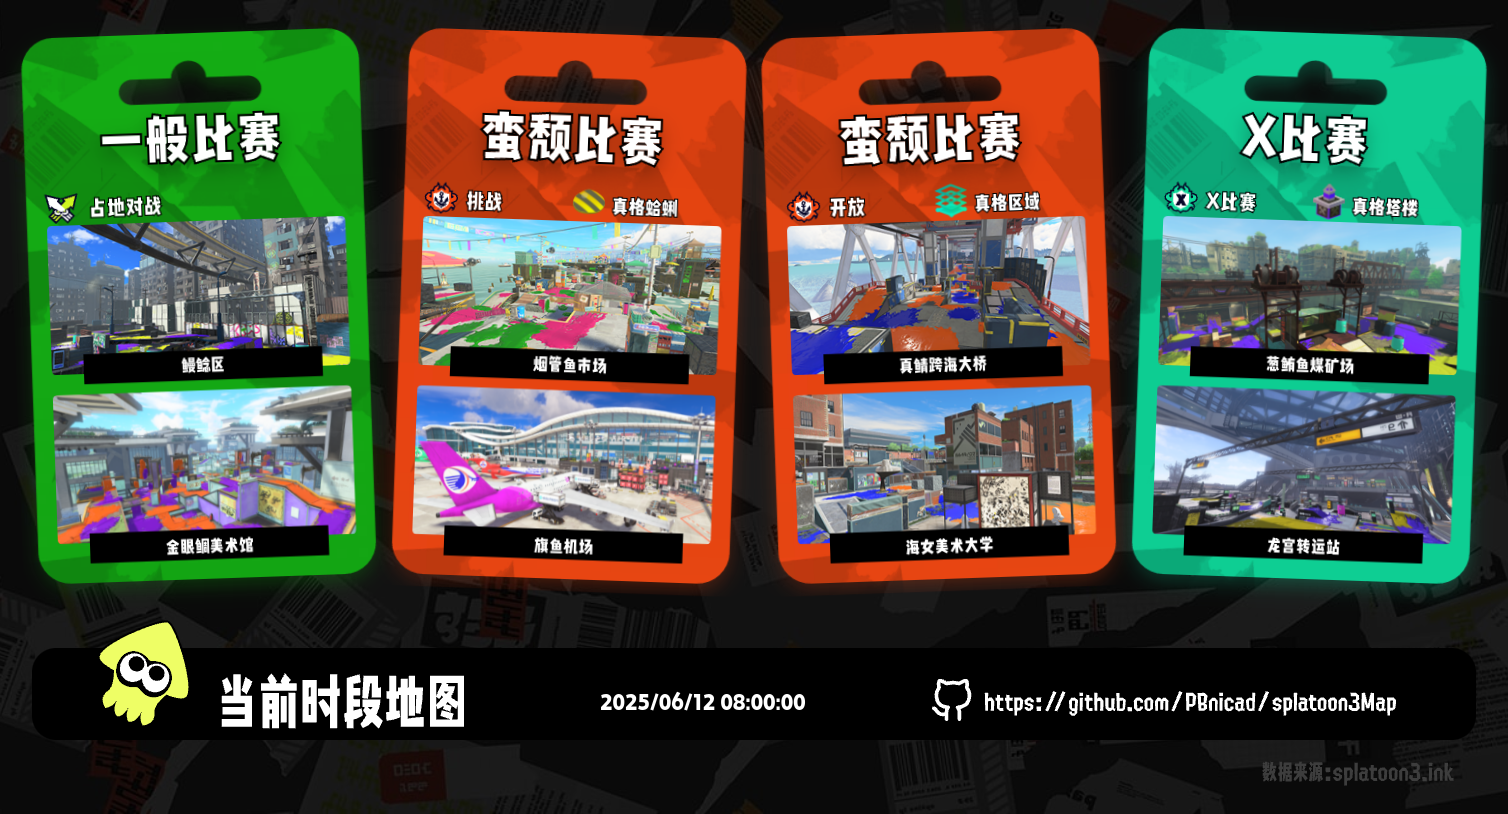 一般比赛
占地对战
鳗鲶区
金眼鲷美术馆
蛮颓比赛
挑战
真格蛤蜊
烟管鱼市场
旗鱼机场
蛮颓比赛
开放
真格区域
真鲭跨海大桥
海女美术大学
X比赛
X比赛
真格塔楼
葱鲔鱼煤矿场
龙宫转运站
当前时段地图
2025/06/12 08:00:00
https://github.com/PBnicad/splatoon3Map
数据来源:splatoon3.ink